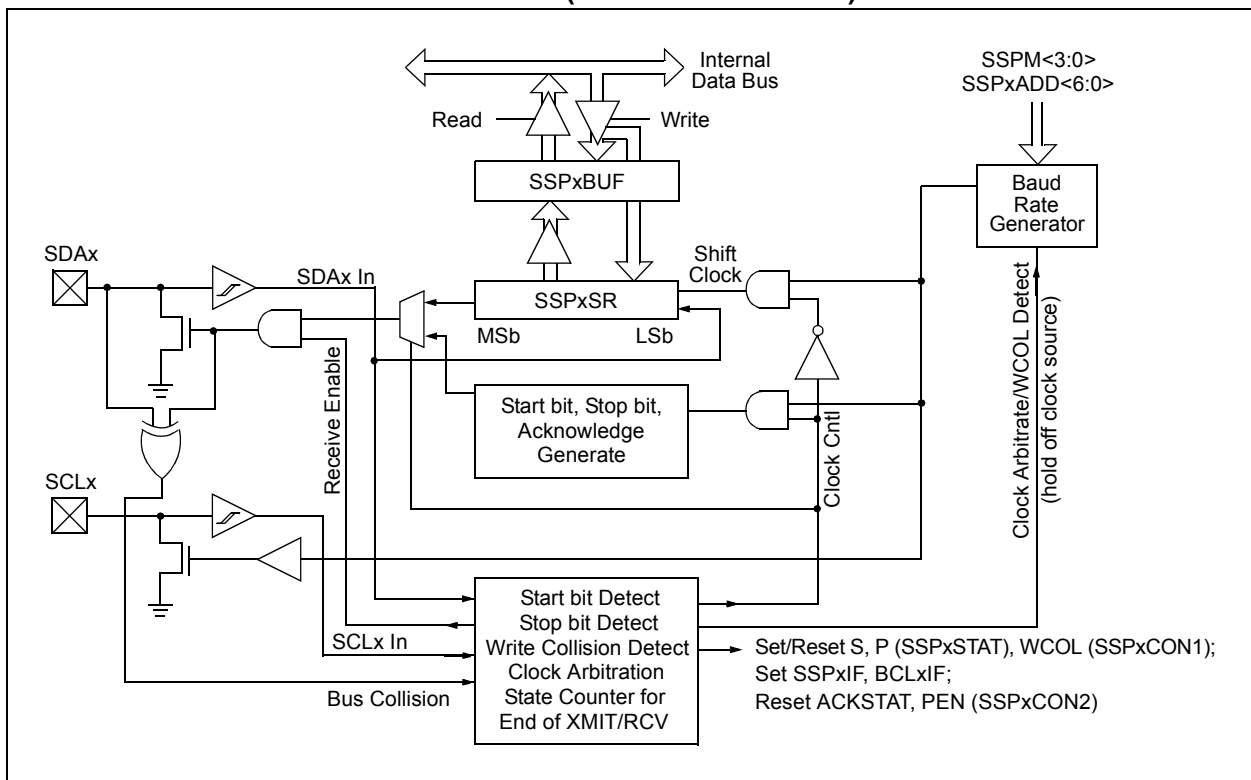 Internal
Data Bus
SSPM<3:0>
SSPxADD<6:0>
Read
Write
SSPxBUF
Baud
Rate
Generator
SDAx
SDAx In
Shift
Clock
SSPxSR
MSb
LSb
Start bit, Stop bit,
Acknowledge
Generate
Receive Enable
Clock Cntl
Clock Arbitrate/WCOL Detect
(hold off clock source)
SCLx
SCLx In
Bus Collision
Start bit Detect
Stop bit Detect
Write Collision Detect
Clock Arbitration
State Counter for
End of XMIT/RCV
Set/Reset S, P (SSPxSTAT), WCOL (SSPxCON1);
Set SSPxIF, BCLxIF;
Reset ACKSTAT, PEN (SSPxCON2)